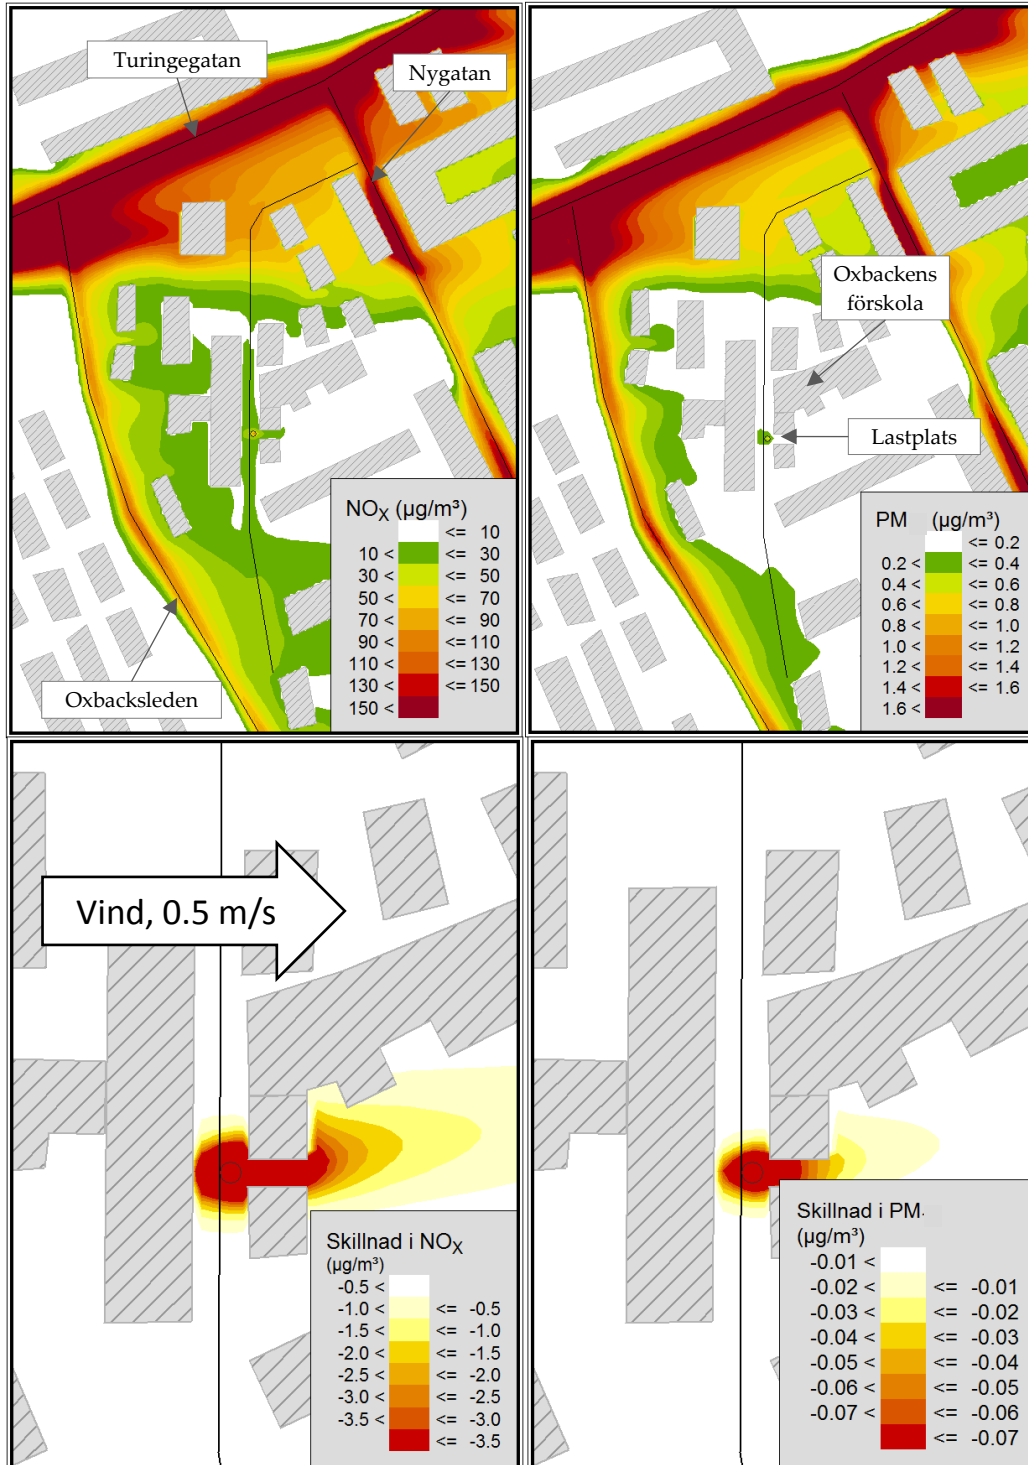 Turingegatan
Nygatan
Oxbacksleden
NOX (µg/m³)
<= 10
10 < <= 30
30 < <= 50
50 < <= 70
70 < <= 90
90 < <= 110
110 < <= 130
130 < <= 150
150 <
Oxbackens
förskola
Lastplats
PM (µg/m³)
<= 0.2
0.2 < <= 0.4
0.4 < <= 0.6
0.6 < <= 0.8
0.8 < <= 1.0
1.0 < <= 1.2
1.2 < <= 1.4
1.4 < <= 1.6
1.6 <
Vind, 0.5 m/s
Skillnad i NOX
(µg/m³)
-0.5 <
-1.0 < <= -0.5
-1.5 < <= -1.0
-2.0 < <= -1.5
-2.5 < <= -2.0
-3.0 < <= -2.5
-3.5 < <= -3.0
<= -3.5
Skillnad i PM
(µg/m³)
-0.01 <
-0.02 < <= -0.01
-0.03 < <= -0.02
-0.04 < <= -0.03
-0.05 < <= -0.04
-0.06 < <= -0.05
-0.07 < <= -0.06
<= -0.07